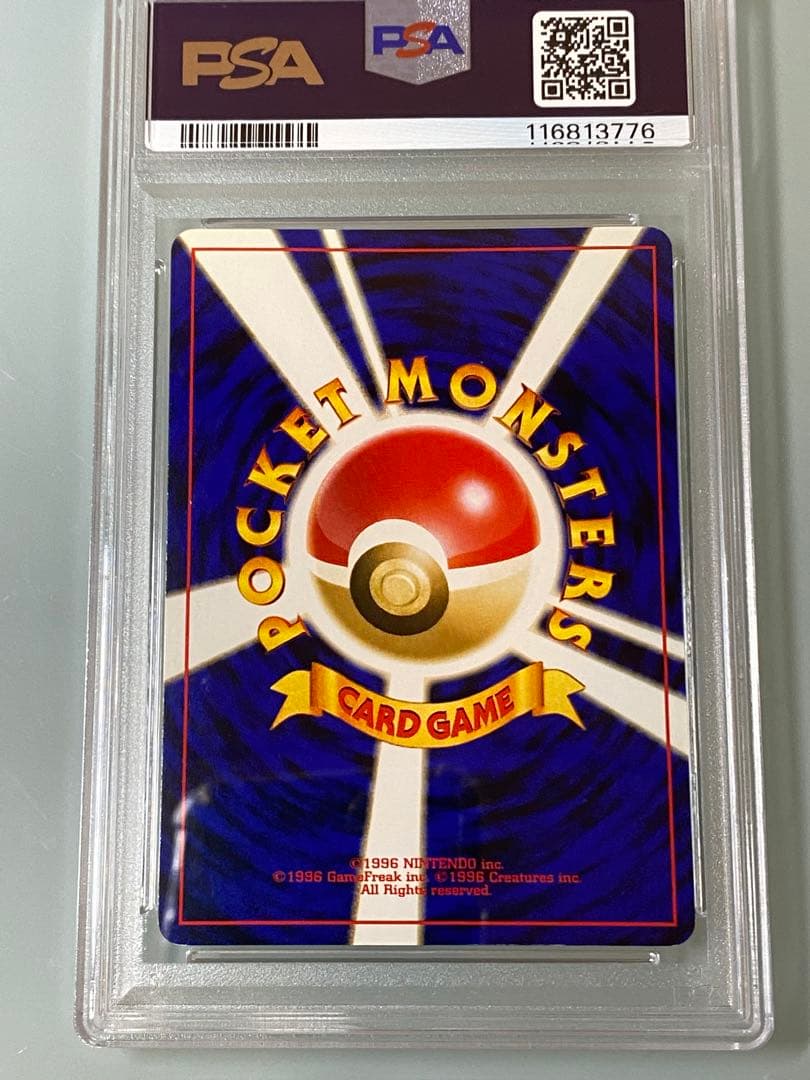 PSA
PSA
116813776
POCKET MONSTERS
CARD GAME
©1996 NINTENDO inc.
©1996 GameFreak inc. ©1996 Creatures inc.
All Rights reserved.